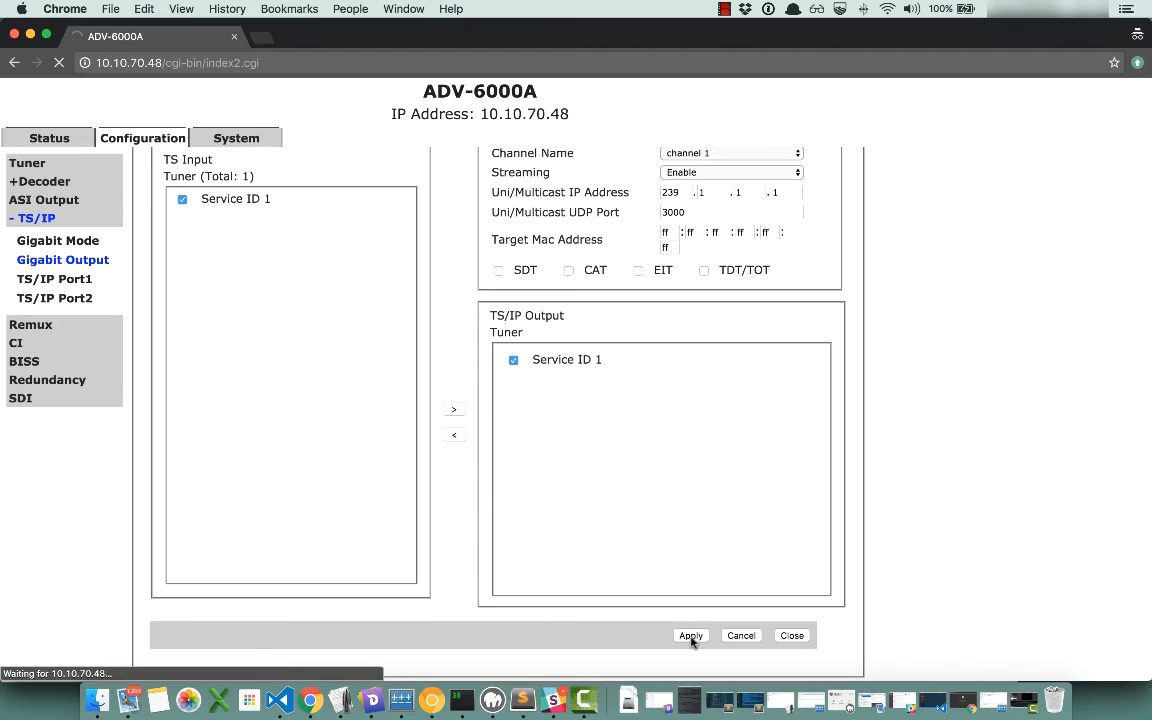 Chrome File Edit View History Bookmarks People Window Help 100%
ADV-6000A ×
10.10.70.48/cgi-bin/index2.cgi
ADV-6000A
IP Address: 10.10.70.48
Status Configuration System
Tuner
+Decoder
ASI Output
- TS/IP
Gigabit Mode
Gigabit Output
TS/IP Port1
TS/IP Port2
Remux
CI
BISS
Redundancy
SDI
TS Input
Tuner (Total: 1)
Service ID 1
>
<
Channel Name channel 1
Streaming Enable
Uni/Multicast IP Address 239 . 1 . 1 . 1
Uni/Multicast UDP Port 3000
Target Mac Address ff : ff : ff : ff : ff :
ff
SDT CAT EIT TDT/TOT
TS/IP Output
Tuner
Service ID 1
Apply Cancel Close
Waiting for 10.10.70.48...
1,200